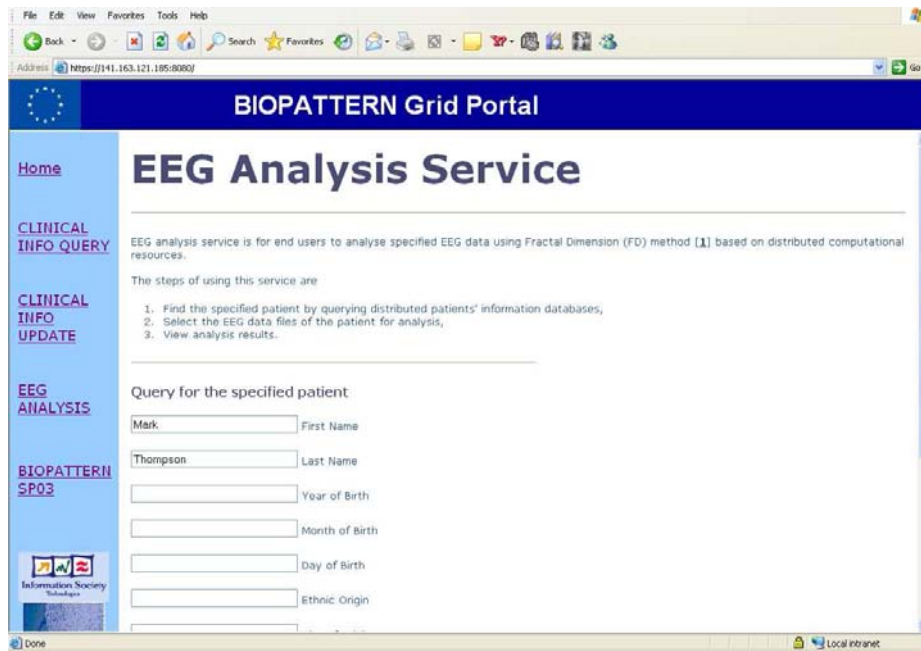 File Edit View Favorites Tools Help
Back Search Favorites
Address https://141.163.121.185:8080/ Go
BIOPATTERN Grid Portal
Home
CLINICAL
INFO QUERY
CLINICAL
INFO
UPDATE
EEG
ANALYSIS
BIOPATTERN
SP03
Information Society
Technologies
EEG Analysis Service
EEG analysis service is for end users to analyse specified EEG data using Fractal Dimension (FD) method [1] based on distributed computational
resources.
The steps of using this service are
1. Find the specified patient by querying distributed patients' information databases,
2. Select the EEG data files of the patient for analysis,
3. View analysis results.
Query for the specified patient
Mark First Name
Thompson Last Name
Year of Birth
Month of Birth
Day of Birth
Ethnic Origin
Done Local intranet